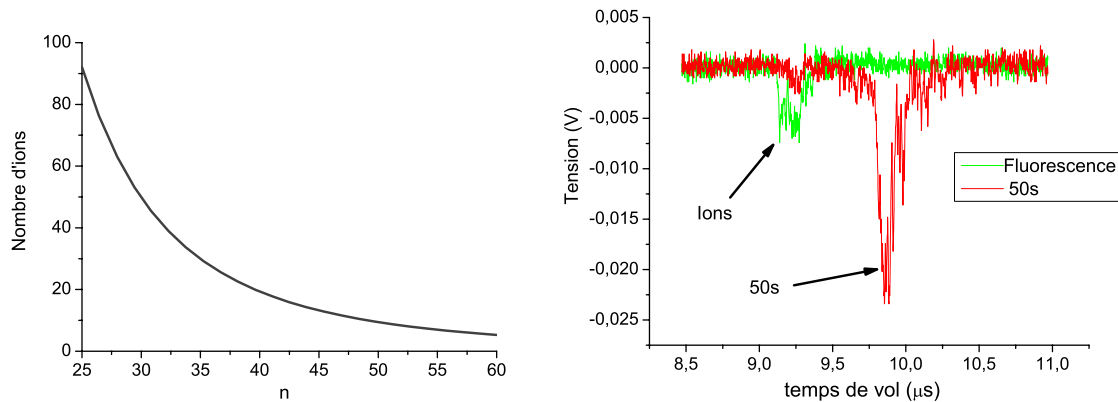 100
80
60
40
20
0
Nombre d'ions
25 30 35 40 45 50 55 60
n
0,005
0,000
-0,005
-0,010
-0,015
-0,020
-0,025
Tension (V)
Ions
50s
Fluorescence
50s
8,5 9,0 9,5 10,0 10,5 11,0
temps de vol (μs)